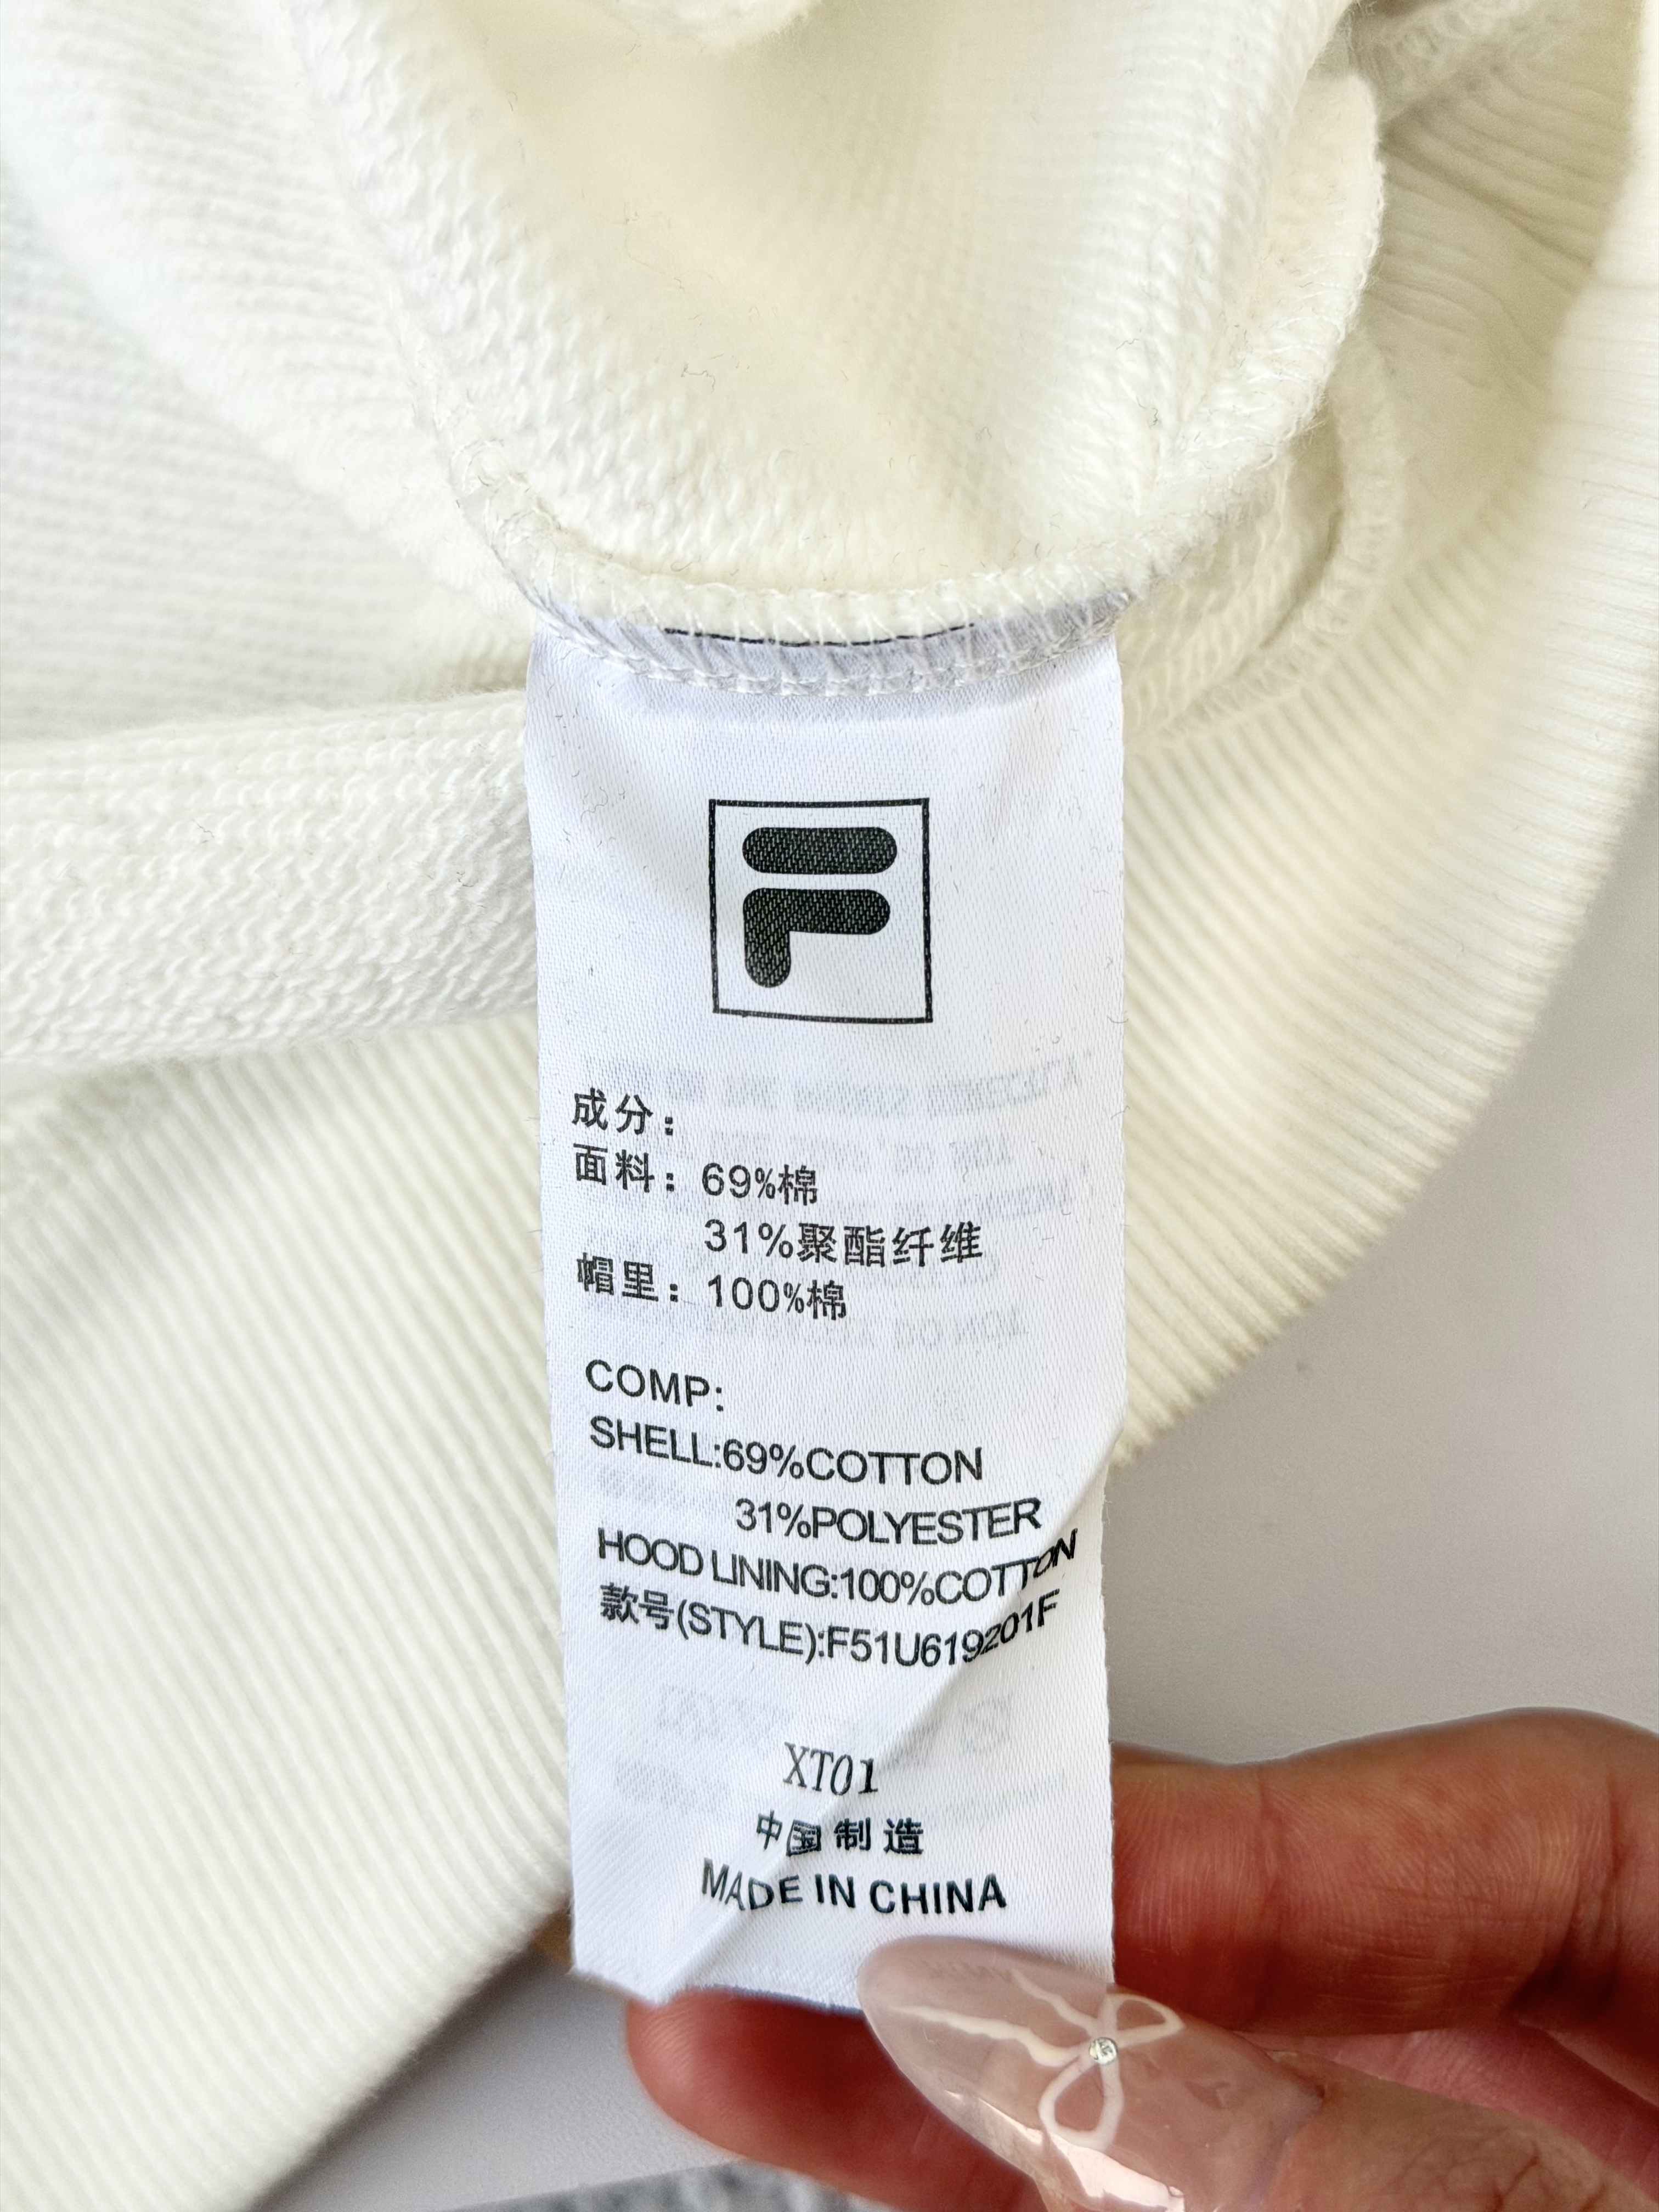 F
成分：
面料：69%棉
31%聚酯纤维
帽里：100%棉
COMP:
SHELL:69%COTTON
31%POLYESTER
HOOD LINING:100%COTTON
款号(STYLE):F51U619201F
XT01
中国制造
MADE IN CHINA